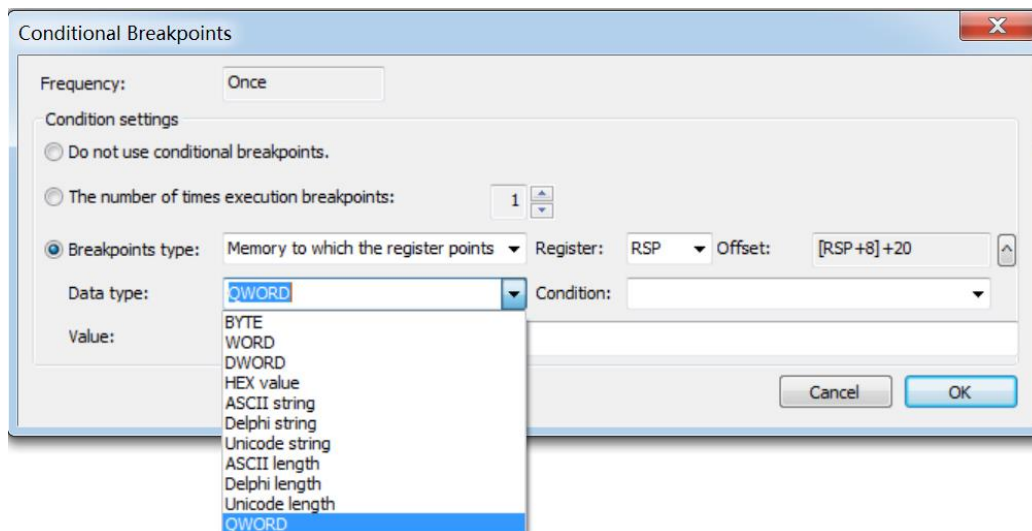 Conditional Breakpoints
Frequency: Once
Condition settings
Do not use conditional breakpoints.
The number of times execution breakpoints: 1
Breakpoints type: Memory to which the register points Register: RSP Offset: [RSP+8]+20
Data type: QWORD Condition:
Value:
BYTE
WORD
DWORD
HEX value
ASCII string
Delphi string
Unicode string
ASCII length
Delphi length
Unicode length
QWORD
Cancel OK